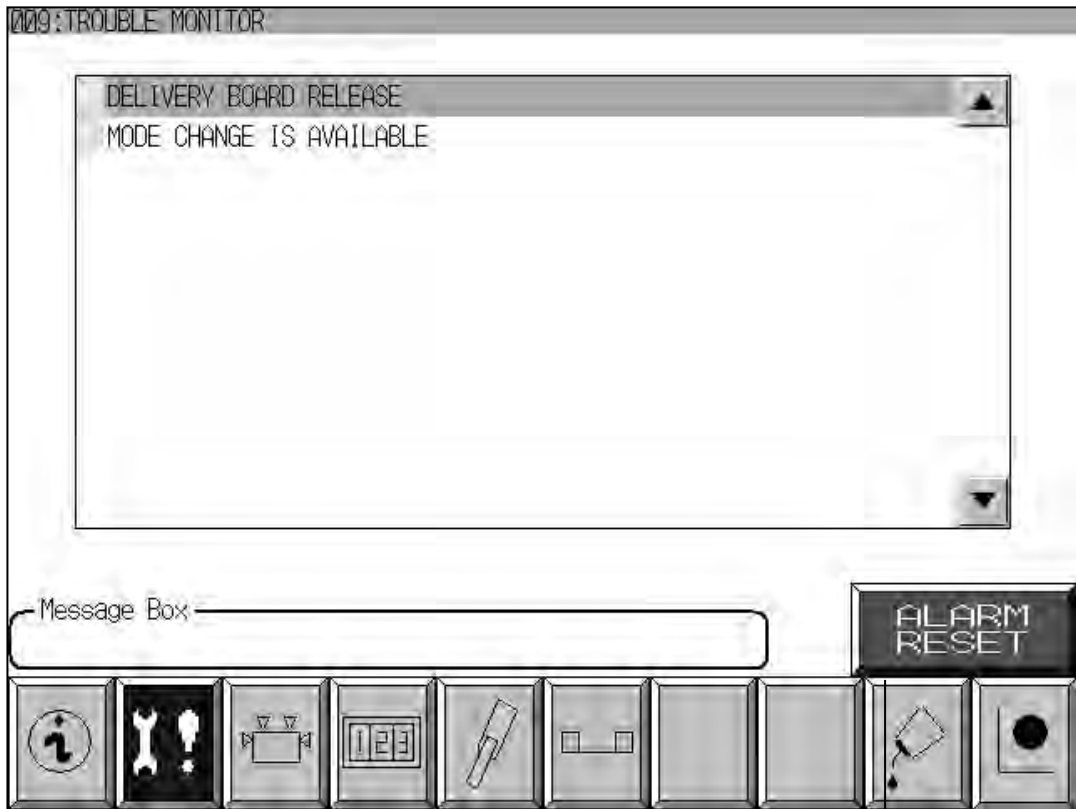 009:TROUBLE MONITOR
DELIVERY BOARD RELEASE
MODE CHANGE IS AVAILABLE
Message Box
ALARM
RESET
123